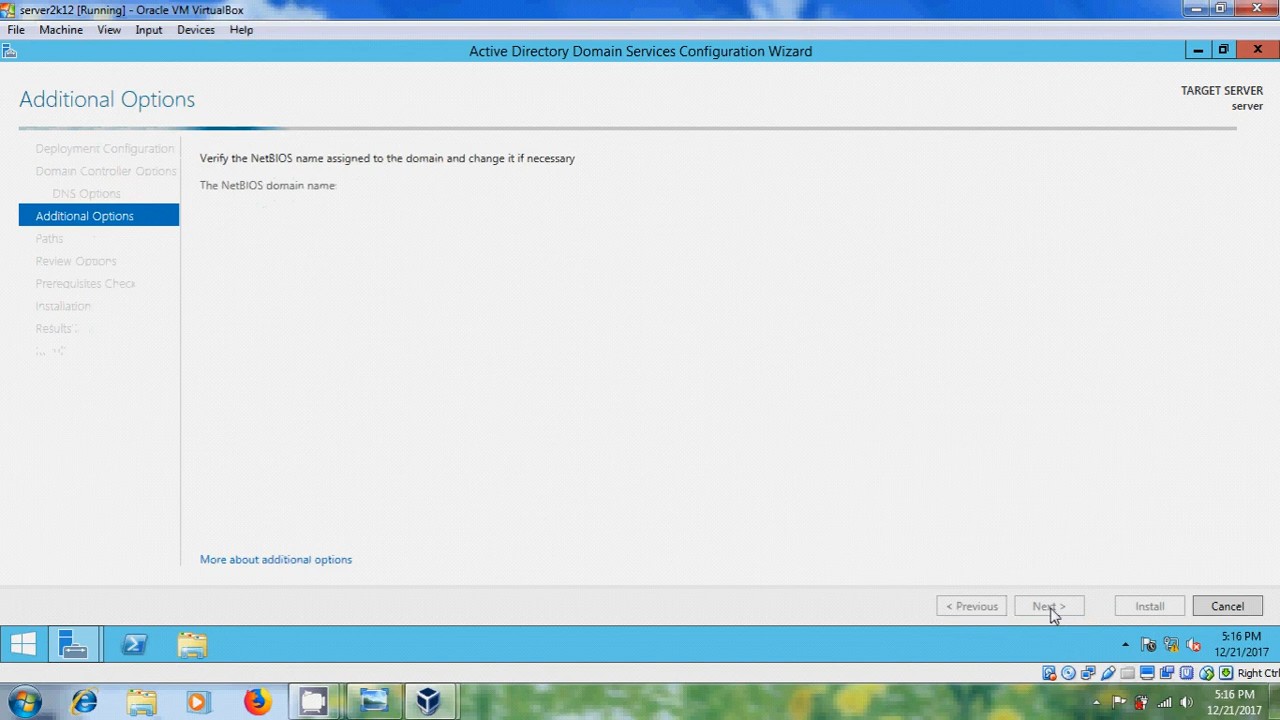 server2k12 [Running] - Oracle VM VirtualBox
File Machine View Input Devices Help
Active Directory Domain Services Configuration Wizard
Additional Options
TARGET SERVER
server
Deployment Configuration
Domain Controller Options
DNS Options
Additional Options
Paths
Review Options
Prerequisites Check
Installation
Results
Verify the NetBIOS name assigned to the domain and change it if necessary
The NetBIOS domain name:
More about additional options
< Previous
Next >
Install
Cancel
5:16 PM
12/21/2017
Right Ctrl
5:16 PM
12/21/2017